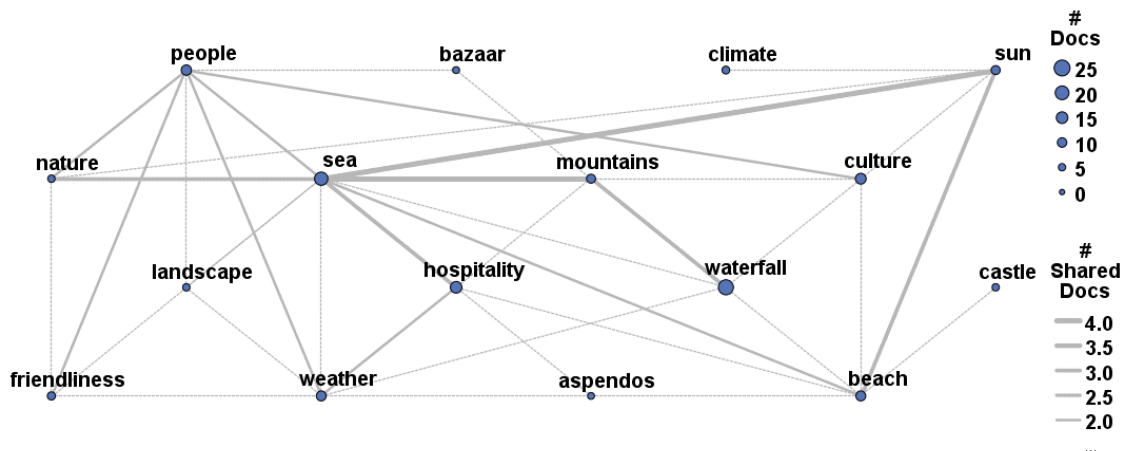 people
bazaar
climate
sun
nature
sea
mountains
culture
landscape
hospitality
waterfall
castle
friendliness
weather
aspendos
beach
#
Docs
25
20
15
10
5
0
#
Shared
Docs
4.0
3.5
3.0
2.5
2.0
...